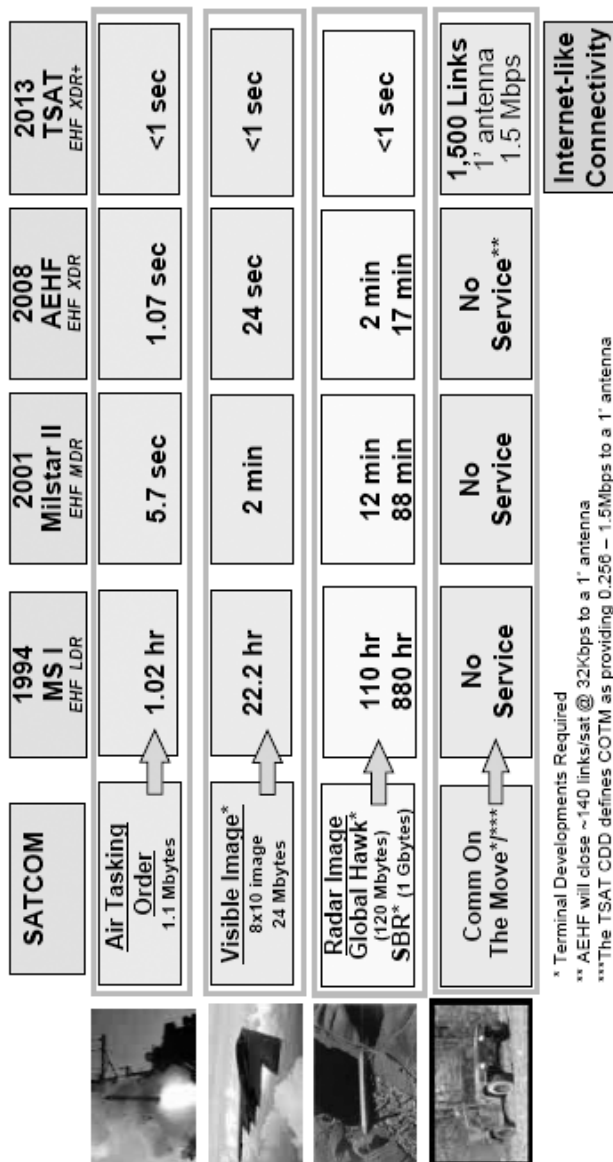 SATCOM
1994
MS I
EHF LDR
2001
Milstar II
EHF MDR
2008
AEHF
EHF XDR
2013
TSAT
EHF XDR+
Air Tasking
Order
1.1 Mbytes
1.02 hr
5.7 sec
1.07 sec
<1 sec
Visible Image*
8x10 image
24 Mbytes
22.2 hr
2 min
24 sec
<1 sec
Radar Image
Global Hawk*
(120 Mbytes)
SBR* (1 Gbytes)
110 hr
880 hr
12 min
88 min
2 min
17 min
<1 sec
Comm On
The Move*/***
No
Service
No
Service
No
Service**
1,500 Links
1' antenna
1.5 Mbps
* Terminal Developments Required
** AEHF will close ~140 links/sat @ 32Kbps to a 1' antenna
***The TSAT CDD defines COTM as providing 0.256 – 1.5Mbps to a 1' antenna
Internet-like
Connectivity